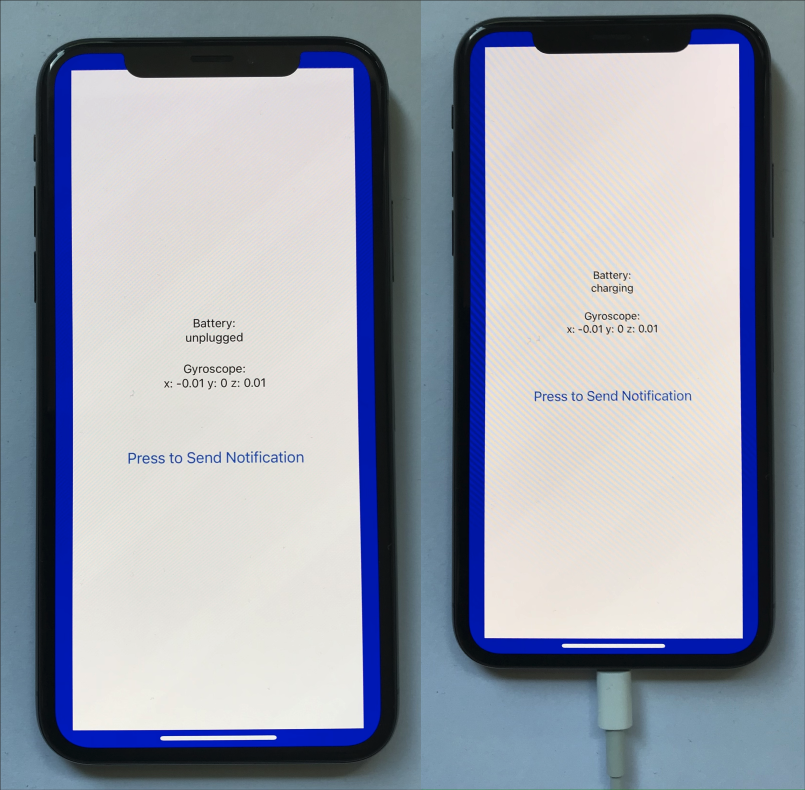 Battery:
unplugged
Gyroscope:
x: -0.01 y: 0 z: 0.01
Press to Send Notification
Battery:
charging
Gyroscope:
x: -0.01 y: 0 z: 0.01
Press to Send Notification